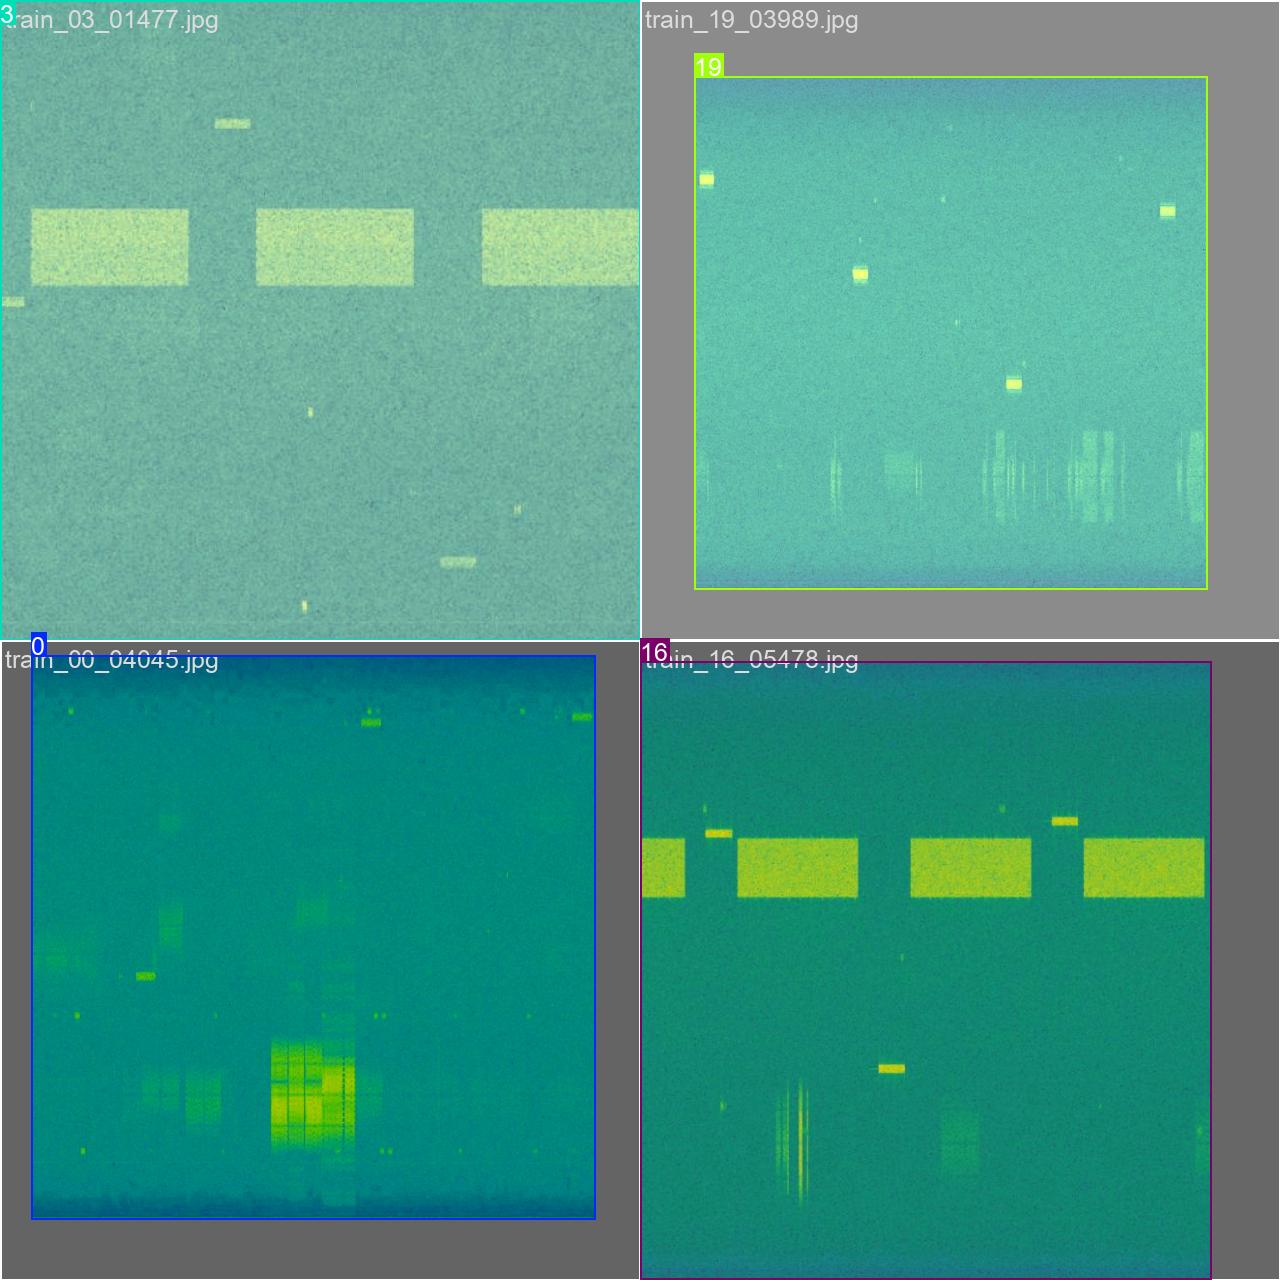 3
train_03_01477.jpg
train_19_03989.jpg
19
0
train_00_04045.jpg
16
train_16_05478.jpg